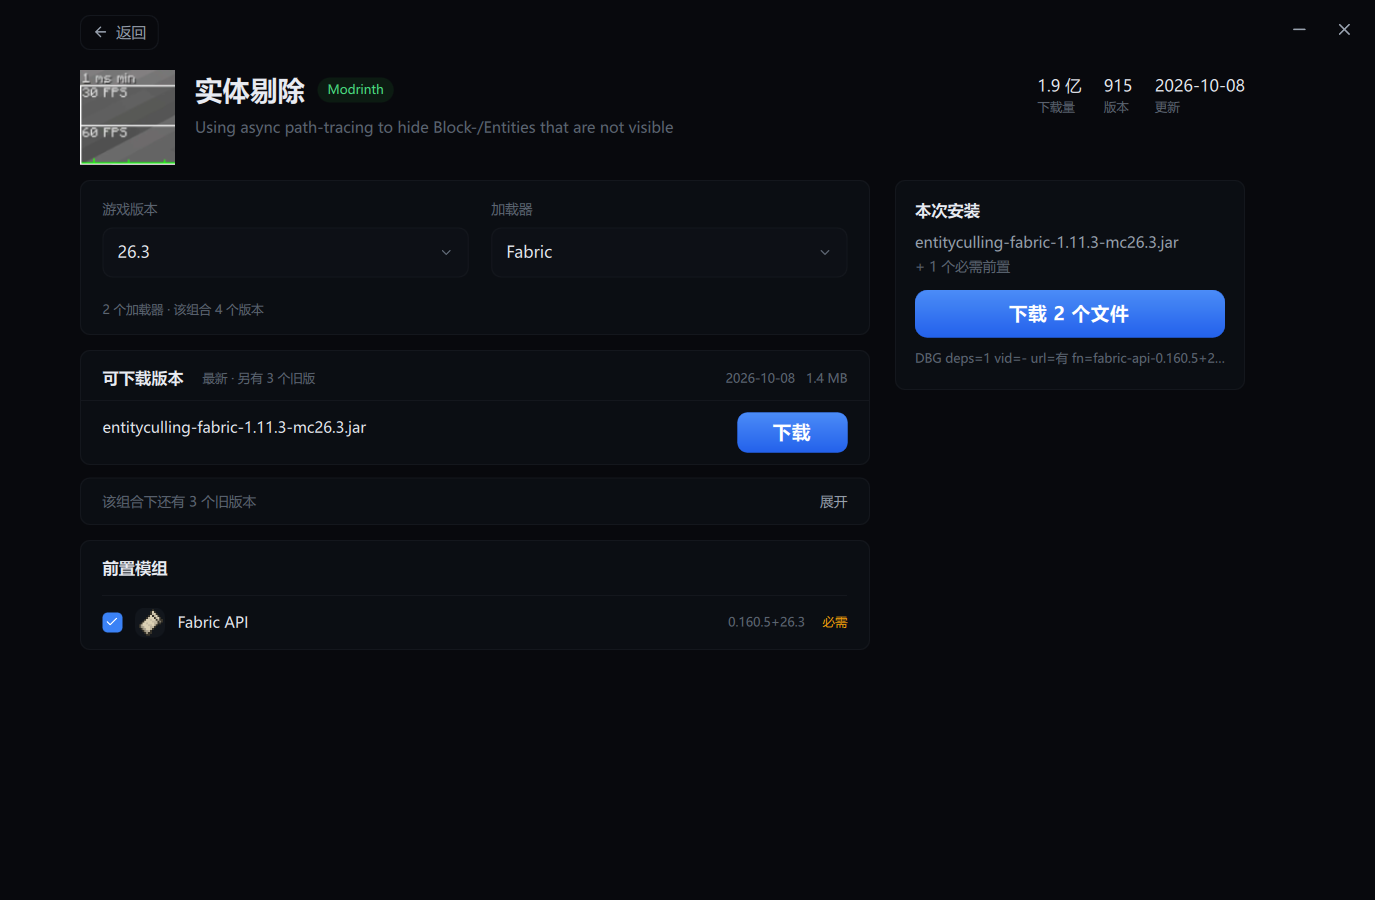 返回
1 ms min
30 FPS
60 FPS
实体剔除 Modrinth
Using async path-tracing to hide Block-/Entities that are not visible
1.9 亿 915 2026-10-08
下载量 版本 更新
游戏版本 加载器
26.3 Fabric
2 个加载器 · 该组合 4 个版本
可下载版本 最新 · 另有 3 个旧版 2026-10-08 1.4 MB
entityculling-fabric-1.11.3-mc26.3.jar 下载
该组合下还有 3 个旧版本 展开
前置模组
Fabric API 0.160.5+26.3 必需
本次安装
entityculling-fabric-1.11.3-mc26.3.jar
+ 1 个必需前置
下载 2 个文件
DBG deps=1 vid=- url=有 fn=fabric-api-0.160.5+2...